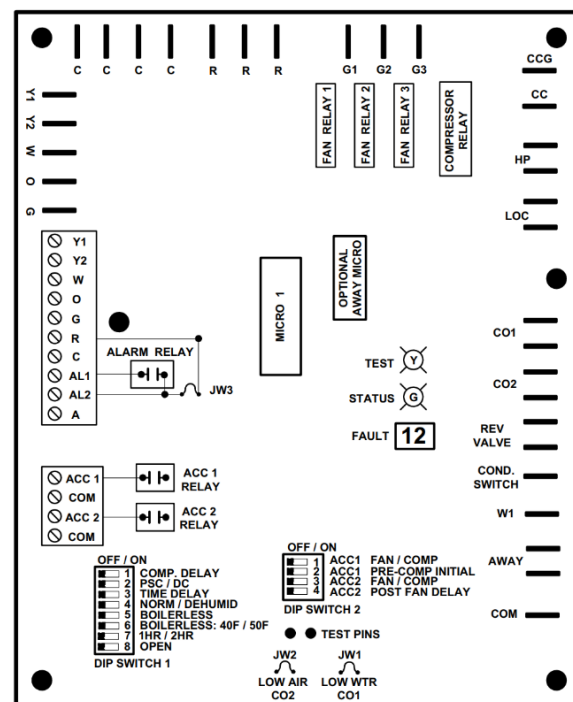 C C C C R R R G1 G2 G3
CCG
CC
HP
LOC
Y1
Y2
W
O
G
FAN RELAY 1
FAN RELAY 2
FAN RELAY 3
COMPRESSOR
RELAY
Y1
Y2
W
O
G
R
C
AL1
AL2
A
ALARM RELAY
JW3
MICRO 1
OPTIONAL
AWAY MICRO
TEST Y
STATUS G
FAULT 12
CO1
CO2
REV
VALVE
COND.
SWITCH
W1
AWAY
COM
ACC 1
COM
ACC 2
COM
ACC 1
RELAY
ACC 2
RELAY
OFF / ON
1 COMP. DELAY
2 PSC / DC
3 TIME DELAY
4 NORM / DEHUMID
5 BOILERLESS
6 BOILERLESS: 40F / 50F
7 1HR / 2HR
8 OPEN
DIP SWITCH 1
OFF / ON
1 ACC1 FAN / COMP
2 ACC1 PRE-COMP INITIAL
3 ACC2 FAN / COMP
4 ACC2 POST FAN DELAY
DIP SWITCH 2
TEST PINS
JW2
LOW AIR
CO2
JW1
LOW WTR
CO1